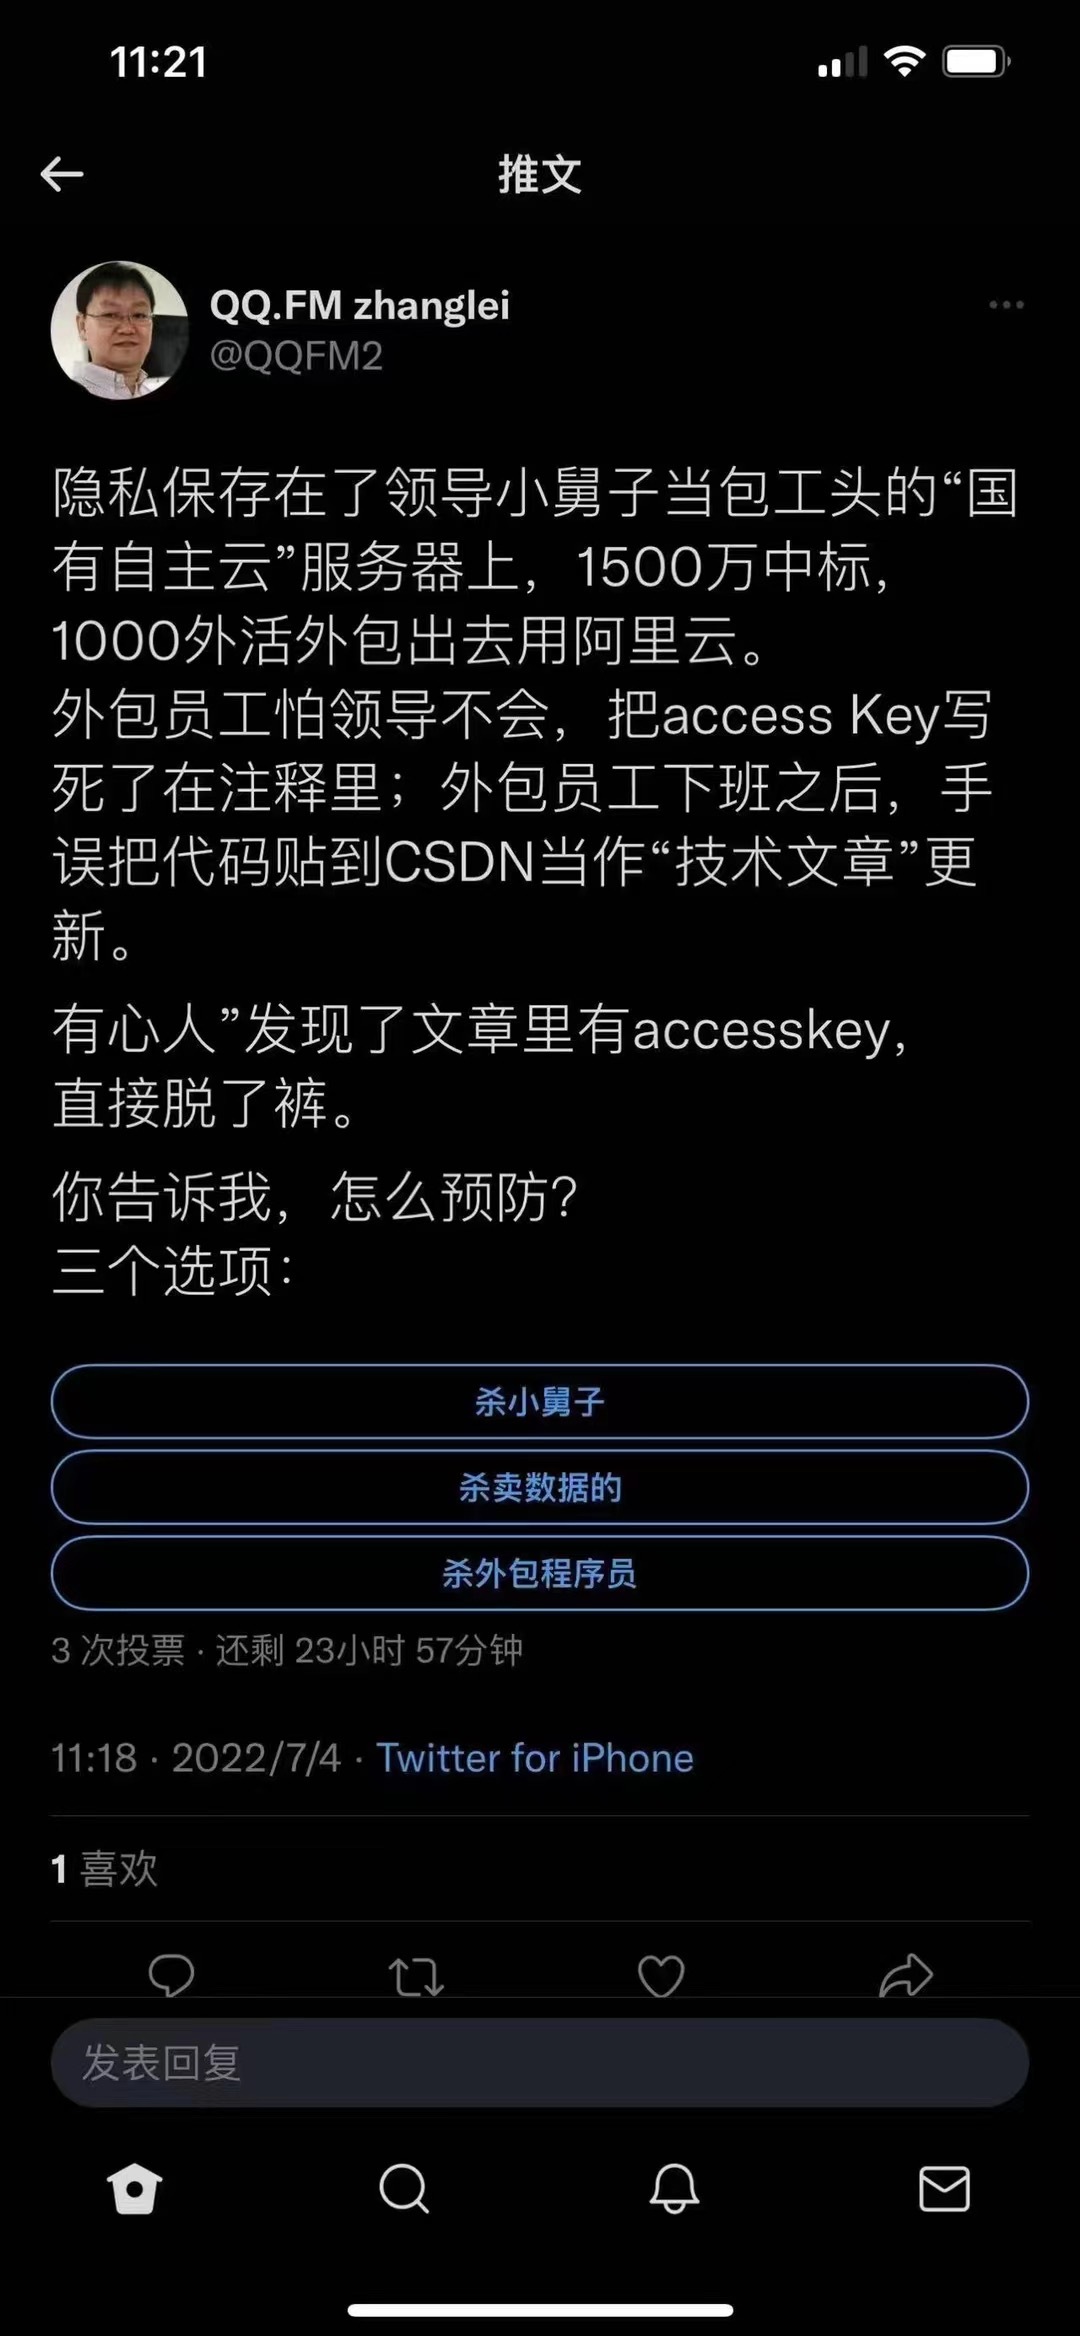 11:21
推文
QQ.FM zhanglei
@QQFM2
隐私保存在了领导小舅子当包工头的“国
有自主云”服务器上，1500万中标，
1000外活外包出去用阿里云。
外包员工怕领导不会，把access Key写
死了在注释里；外包员工下班之后，手
误把代码贴到CSDN当作“技术文章”更
新。
有心人”发现了文章里有accesskey，
直接脱了裤。
你告诉我，怎么预防？
三个选项：
杀小舅子
杀卖数据的
杀外包程序员
3 次投票 · 还剩 23小时 57分钟
11:18 · 2022/7/4 · Twitter for iPhone
1 喜欢
发表回复